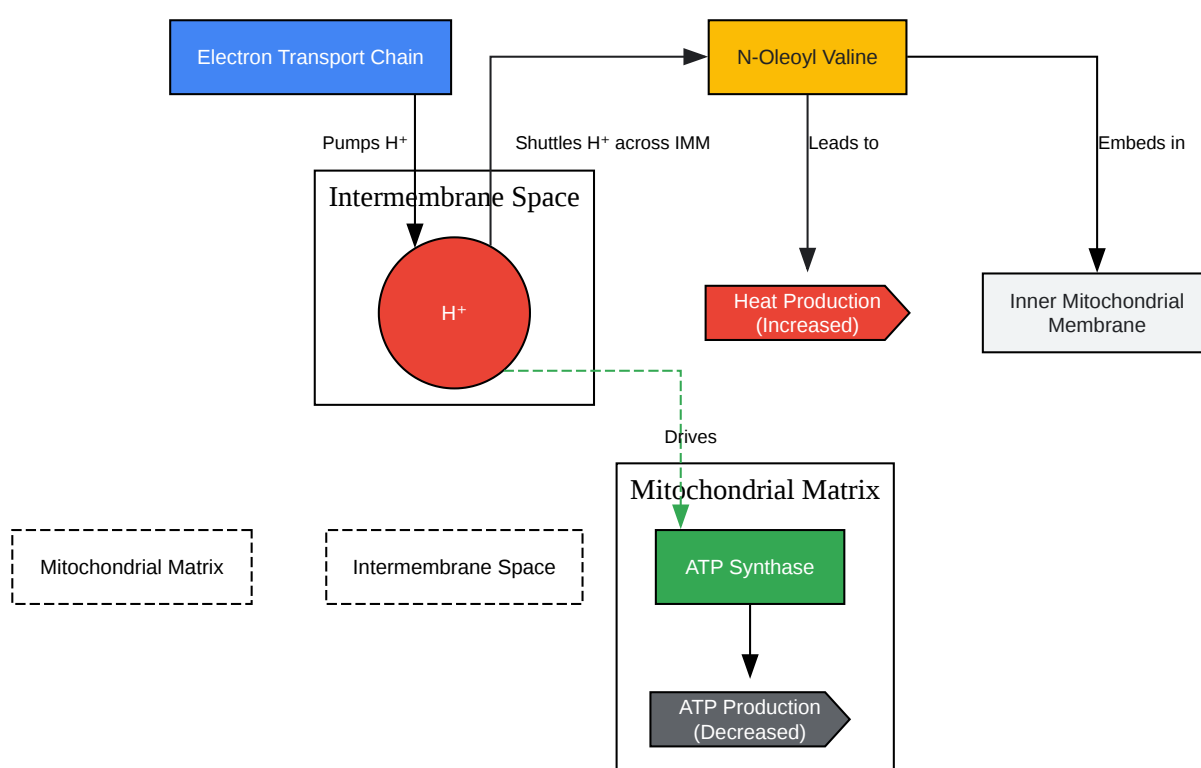 Electron Transport Chain
N-Oleoyl Valine
Pumps H⁺
Shuttles H⁺ across IMM
Leads to
Embeds in
Intermembrane Space
H⁺
Heat Production
(Increased)
Inner Mitochondrial
Membrane
Drives
Mitochondrial Matrix
Mitochondrial Matrix
Intermembrane Space
ATP Synthase
ATP Production
(Decreased)